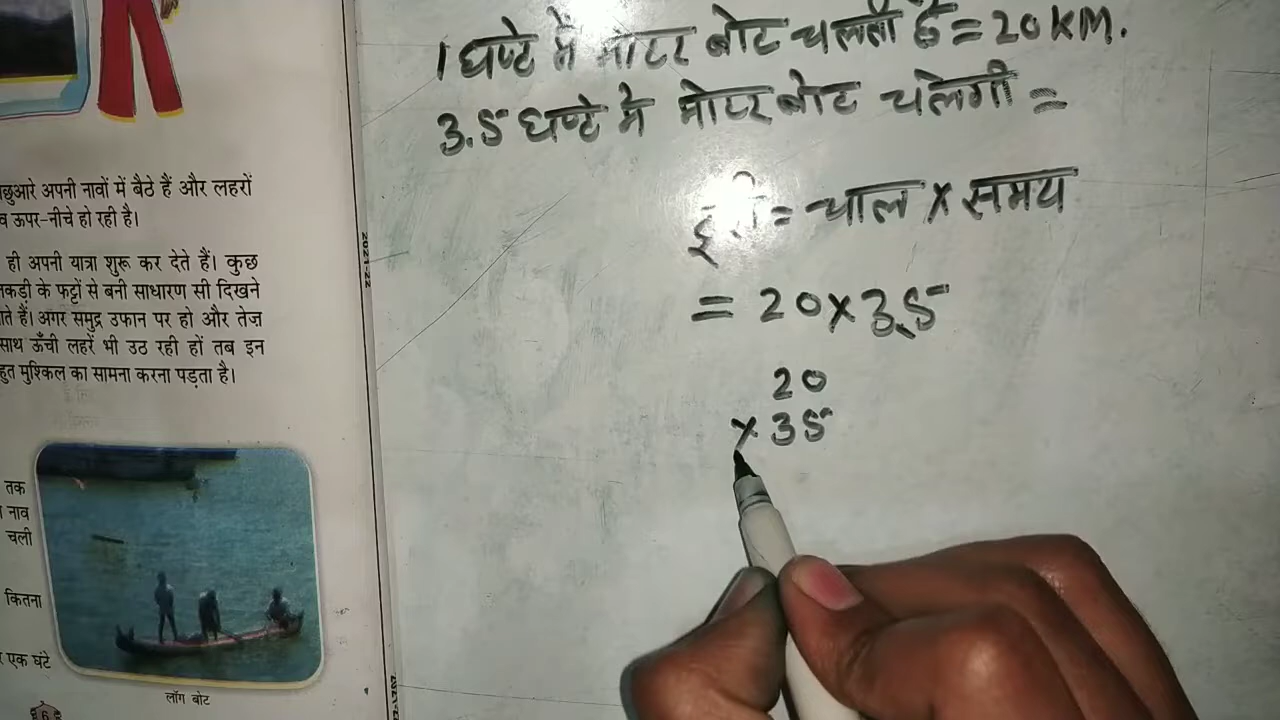 1 घण्टे में मोटर बोट चलती है = 20 KM.
3.5 घण्टे मे मोटर बोट चलेगी =
= चाल × समय
= 20 × 3.5
20
× 35
छुआरे अपनी नावों में बैठे हैं और लहरों
ऊपर-नीचे हो रही है।
ही अपनी यात्रा शुरू कर देते हैं। कुछ
कड़ी के फट्टों से बनी साधारण सी दिखने
ते हैं। अगर समुद्र उफान पर हो और तेज़
साथ ऊँची लहरें भी उठ रही हों तब इन
हुत मुश्किल का सामना करना पड़ता है।
तक
नाव
चली
कितना
एक घंटे
लॉग बोट
6
2021-22